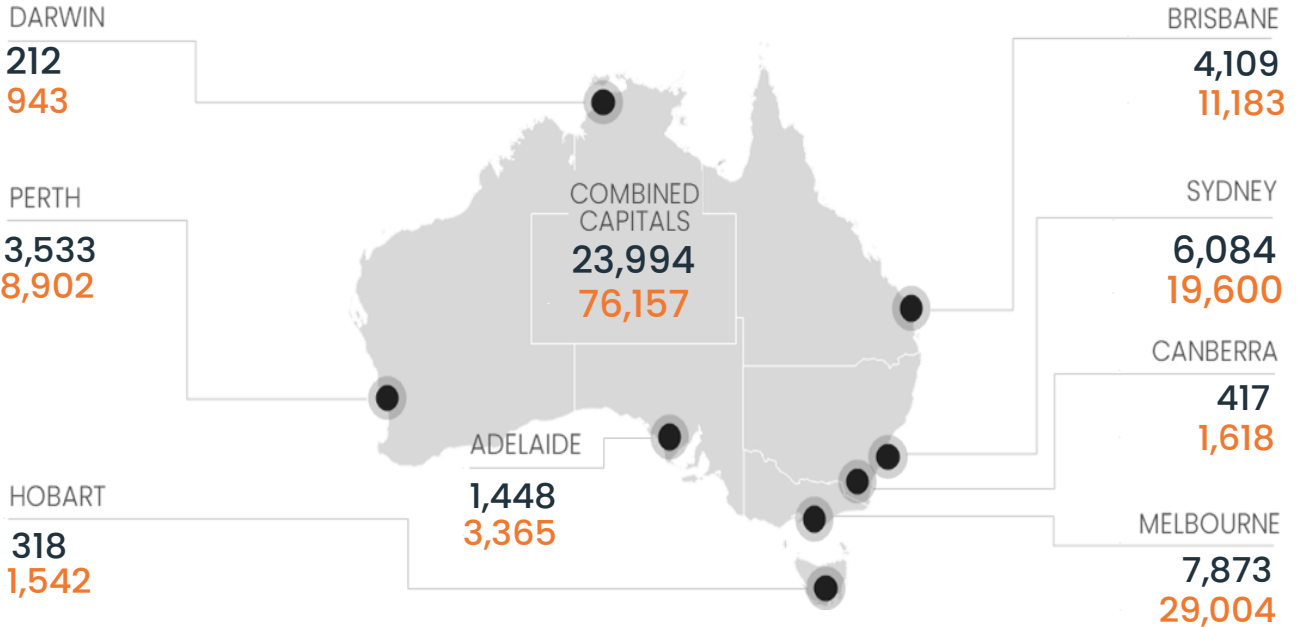 DARWIN
212
943
PERTH
3,533
8,902
HOBART
318
1,542
COMBINED
CAPITALS
23,994
76,157
ADELAIDE
1,448
3,365
BRISBANE
4,109
11,183
SYDNEY
6,084
19,600
CANBERRA
417
1,618
MELBOURNE
7,873
29,004